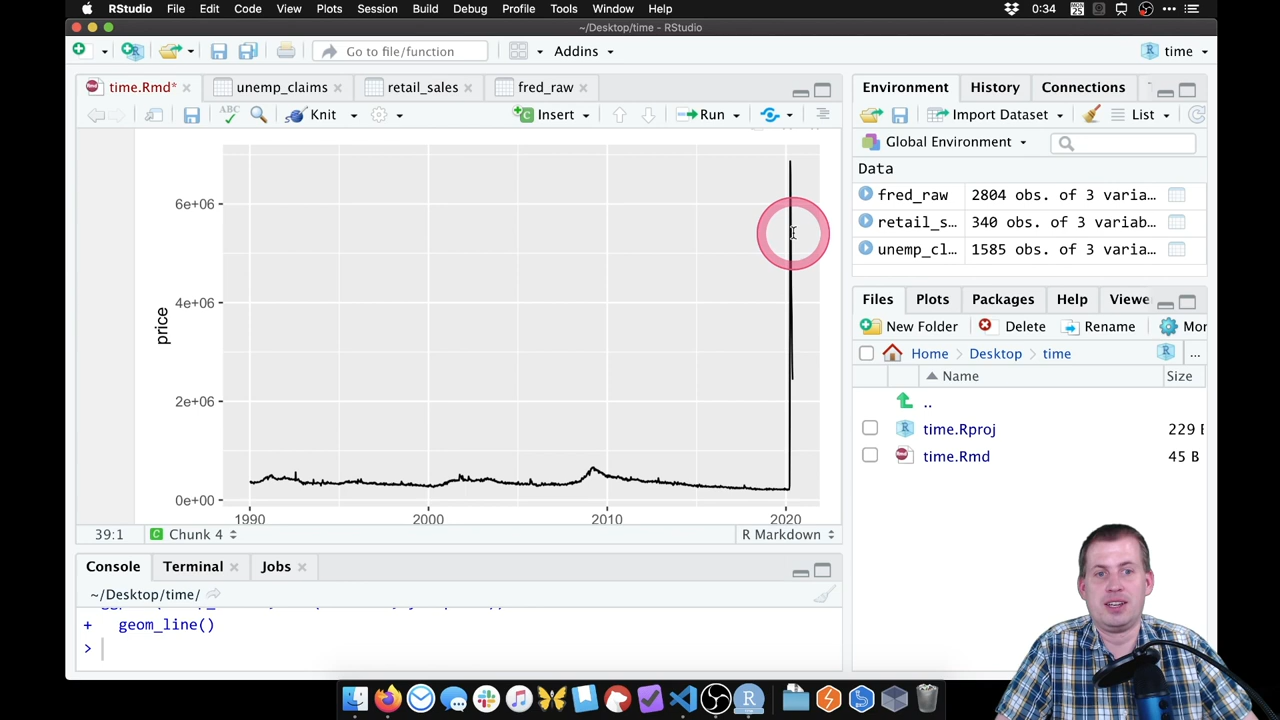 RStudio File Edit Code View Plots Session Build Debug Profile Tools Window Help 0:34 MON 25
~/Desktop/time - RStudio
Go to file/function Addins time
time.Rmd* unemp_claims retail_sales fred_raw
ABC Knit Insert Run
6e+06
4e+06
2e+06
0e+00
price
1990 2000 2010 2020
39:1 C Chunk 4 R Markdown
Console Terminal Jobs
~/Desktop/time/
+ geom_line()
>
Environment History Connections
Import Dataset List
Global Environment
Data
fred_raw 2804 obs. of 3 varia…
retail_s… 340 obs. of 3 variab…
unemp_cl… 1585 obs. of 3 varia…
Files Plots Packages Help Viewe
New Folder Delete Rename Mor
Home Desktop time ...
Name Size
..
time.Rproj 229 B
time.Rmd 45 B